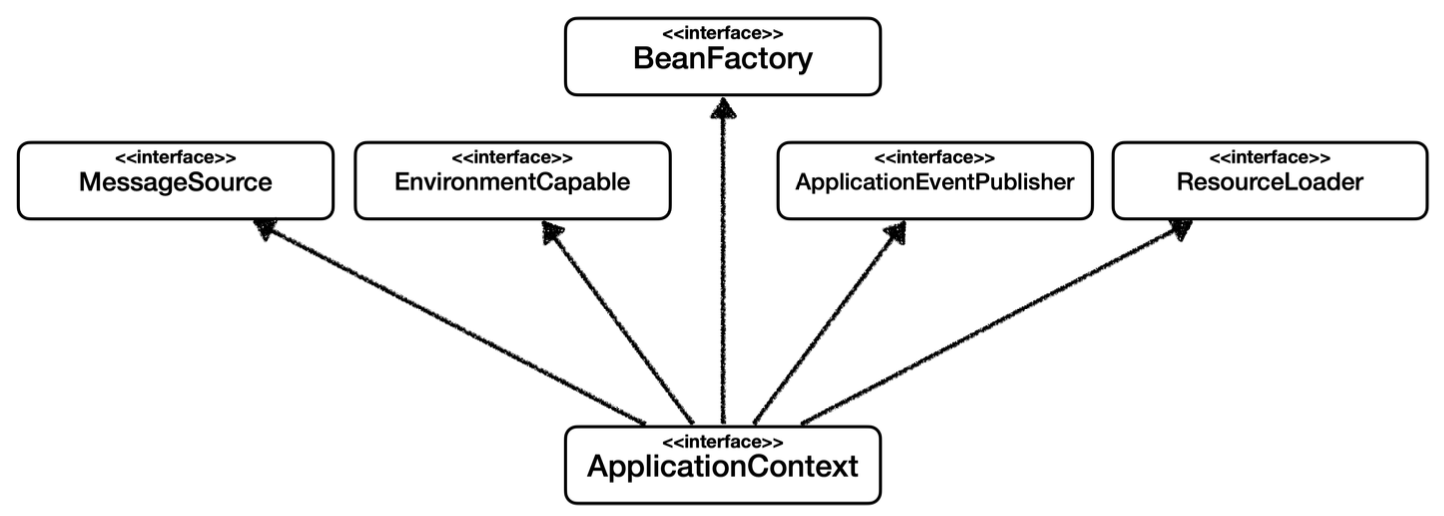 <<interface>>
BeanFactory
<<interface>>
MessageSource
<<interface>>
EnvironmentCapable
<<interface>>
ApplicationEventPublisher
<<interface>>
ResourceLoader
<<interface>>
ApplicationContext